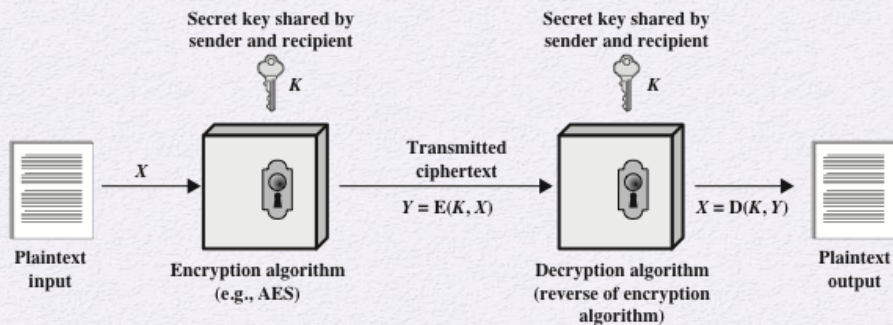 Secret key shared by
sender and recipient
K
Secret key shared by
sender and recipient
K
X
Transmitted
ciphertext
Y = E(K, X)
X = D(K, Y)
Plaintext
input
Encryption algorithm
(e.g., AES)
Decryption algorithm
(reverse of encryption
algorithm)
Plaintext
output